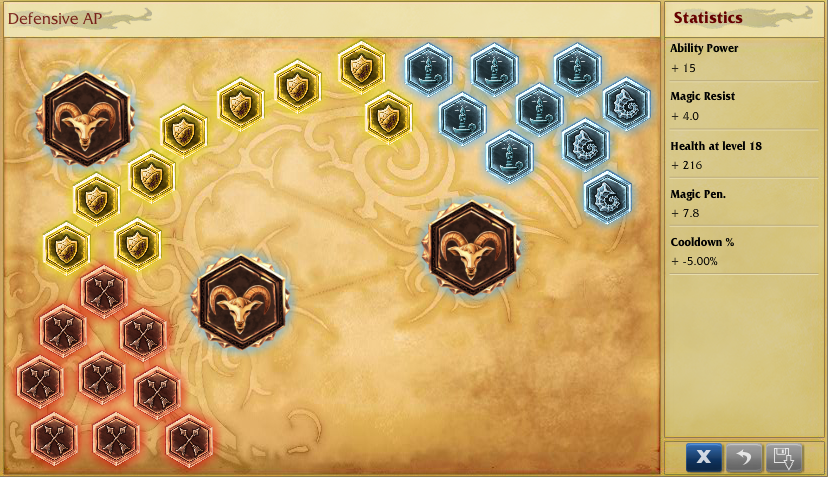 Defensive AP
Statistics
Ability Power
+ 15
Magic Resist
+ 4.0
Health at level 18
+ 216
Magic Pen.
+ 7.8
Cooldown %
+ -5.00%
X